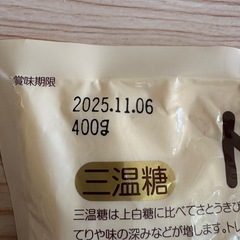 賞味期限
2025.11.06
400g
三温糖
三温糖は上白糖に比べてさとうきび
てりや味の深みなどが増します。トレ